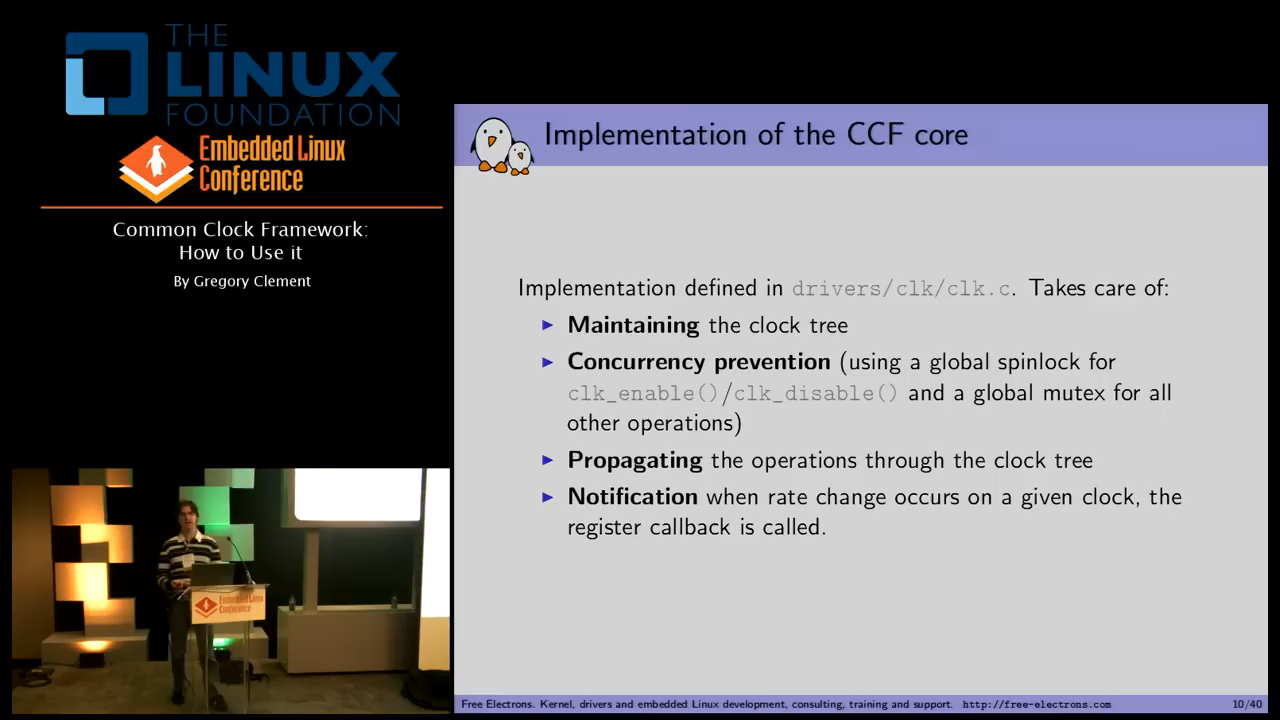 THE
LINUX
FOUNDATION
Embedded Linux
Conference
Common Clock Framework:
How to Use it
By Gregory Clement
Implementation of the CCF core
Implementation defined in drivers/clk/clk.c. Takes care of:
▶ Maintaining the clock tree
▶ Concurrency prevention (using a global spinlock for
clk_enable()/clk_disable() and a global mutex for all
other operations)
▶ Propagating the operations through the clock tree
▶ Notification when rate change occurs on a given clock, the
register callback is called.
Embedded Linux
Conference
Free Electrons. Kernel, drivers and embedded Linux development, consulting, training and support. http://free-electrons.com 10/40